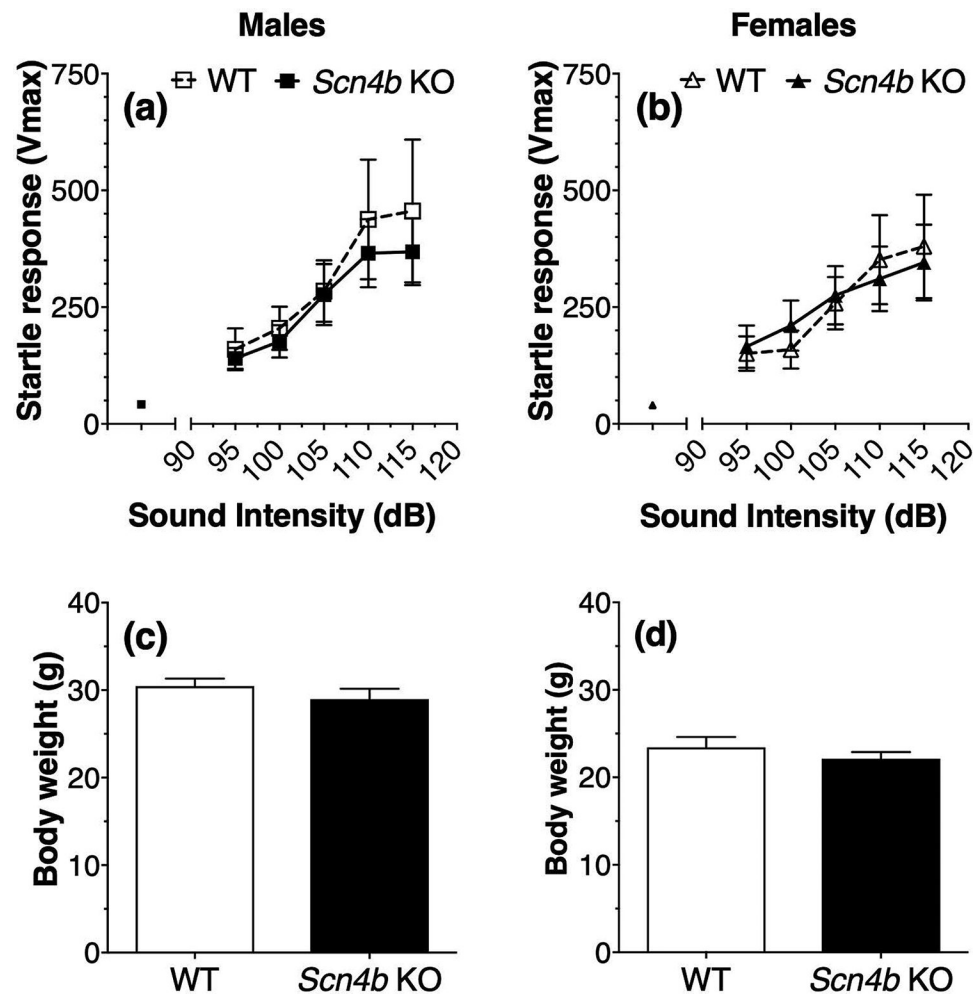 Males
Females
Startle response (Vmax)
750
500
250
0
(a)
WT
Scn4b KO
90
95
100
105
110
115
120
Sound Intensity (dB)
Startle response (Vmax)
750
500
250
0
(b)
WT
Scn4b KO
90
95
100
105
110
115
120
Sound Intensity (dB)
Body weight (g)
40
30
20
10
0
(c)
WT
Scn4b KO
Body weight (g)
40
30
20
10
0
(d)
WT
Scn4b KO